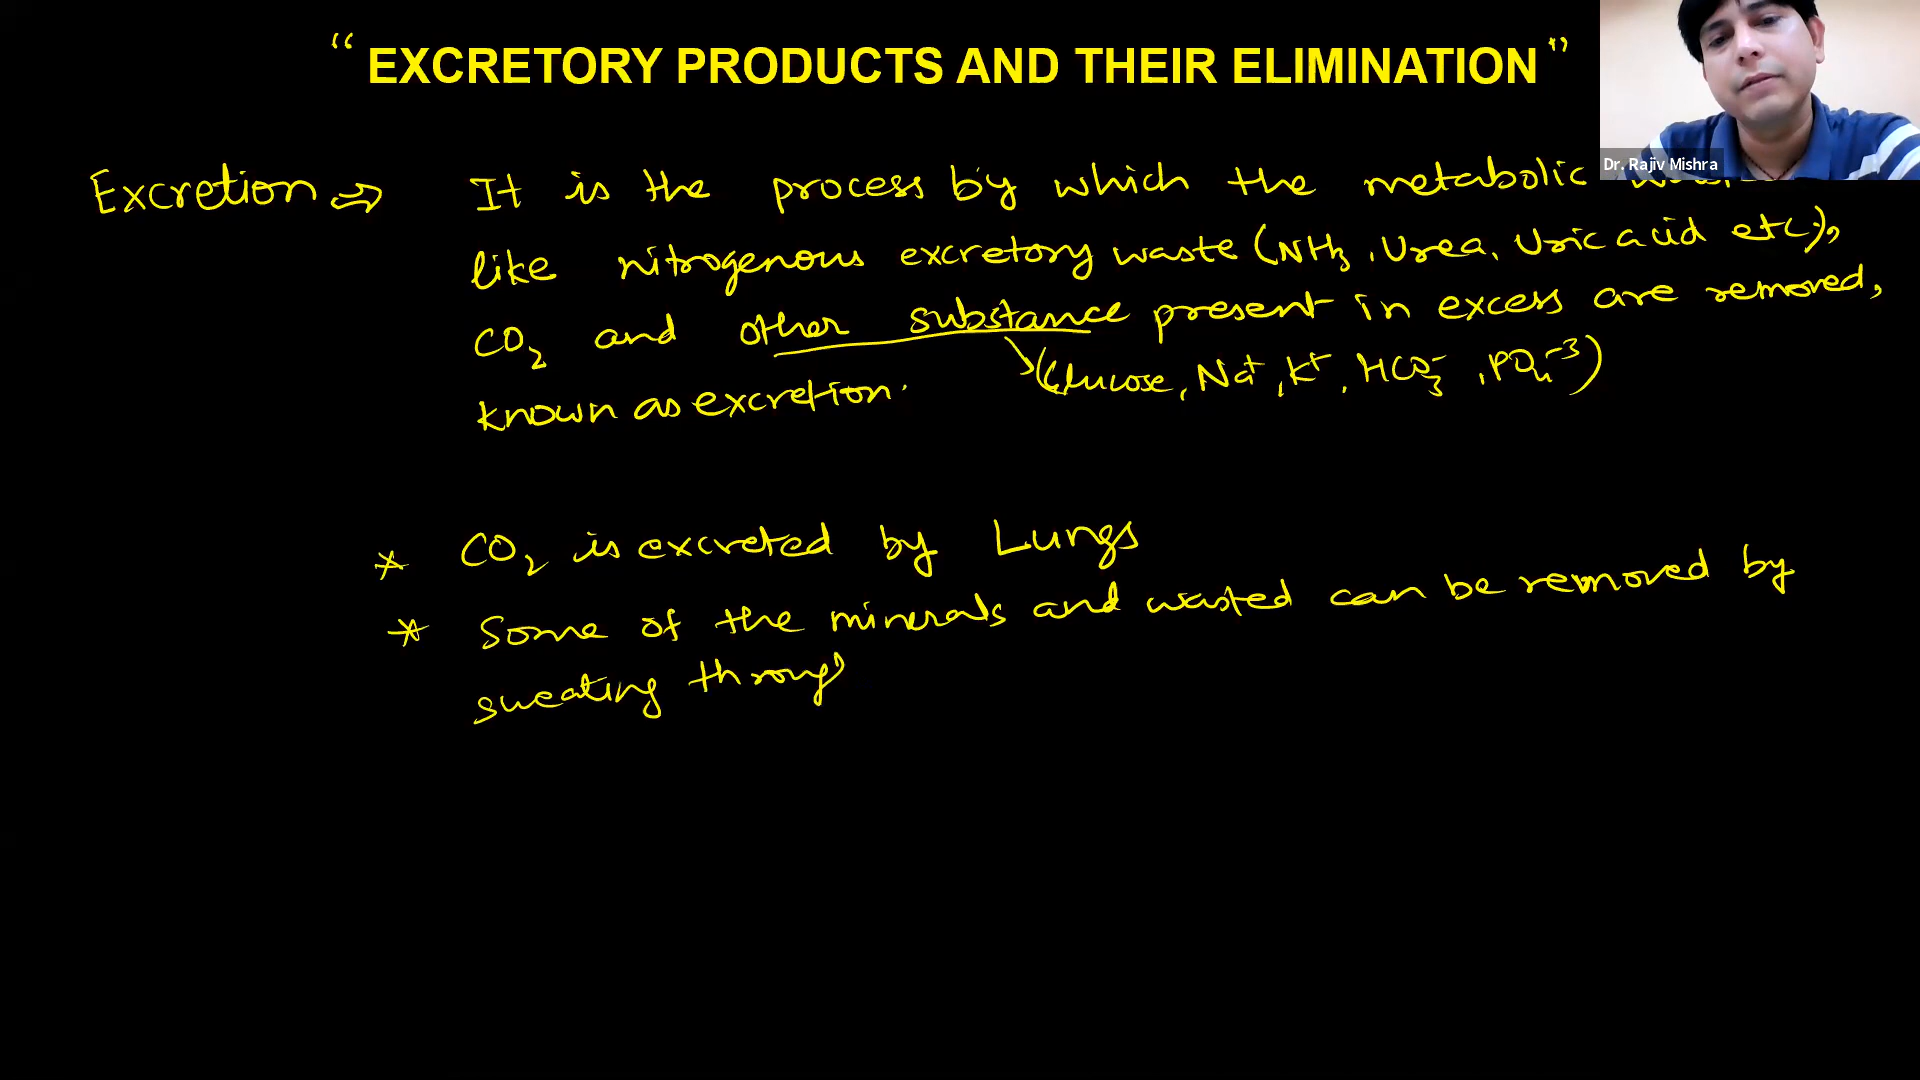 “ EXCRETORY PRODUCTS AND THEIR ELIMINATION ”
Dr. Rajiv Mishra
Excretion ⇒ It is the process by which the metabolic
like nitrogenous excretory waste (NH3, Urea, Uric acid etc),
CO2 and other substance present in excess are removed,
(Glucose, Na+, K+, HCO3-, PO4-3)
known as excretion.
* CO2 is excreted by Lungs
* Some of the minerals and wasted can be removed by
sweating throug